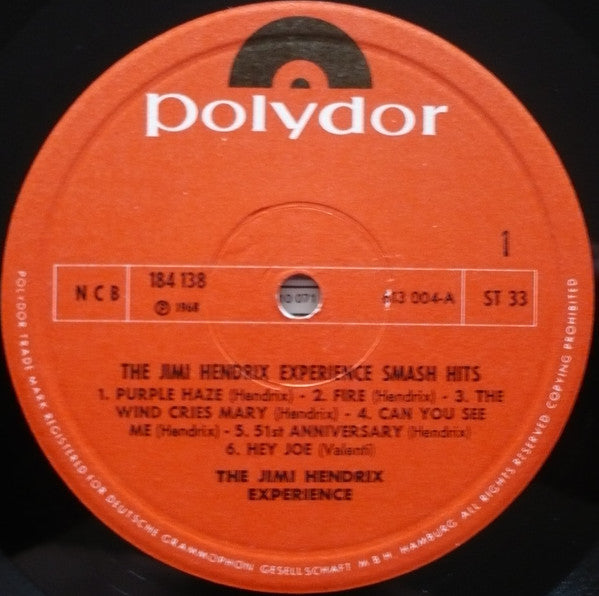 polydor
1
NCB
184 138
℗ 1968
613 004-A
ST 33
THE JIMI HENDRIX EXPERIENCE SMASH HITS
1. PURPLE HAZE (Hendrix) - 2. FIRE (Hendrix) - 3. THE
WIND CRIES MARY (Hendrix) - 4. CAN YOU SEE
ME (Hendrix) - 5. 51st ANNIVERSARY (Hendrix)
6. HEY JOE (Valenti)
THE JIMI HENDRIX
EXPERIENCE
POLYDOR TRADE MARK REGISTERED FOR DEUTSCHE GRAMMOPHON GESELLSCHAFT M.B.H. HAMBURG ALL RIGHTS RESERVED COPYING PROHIBITED